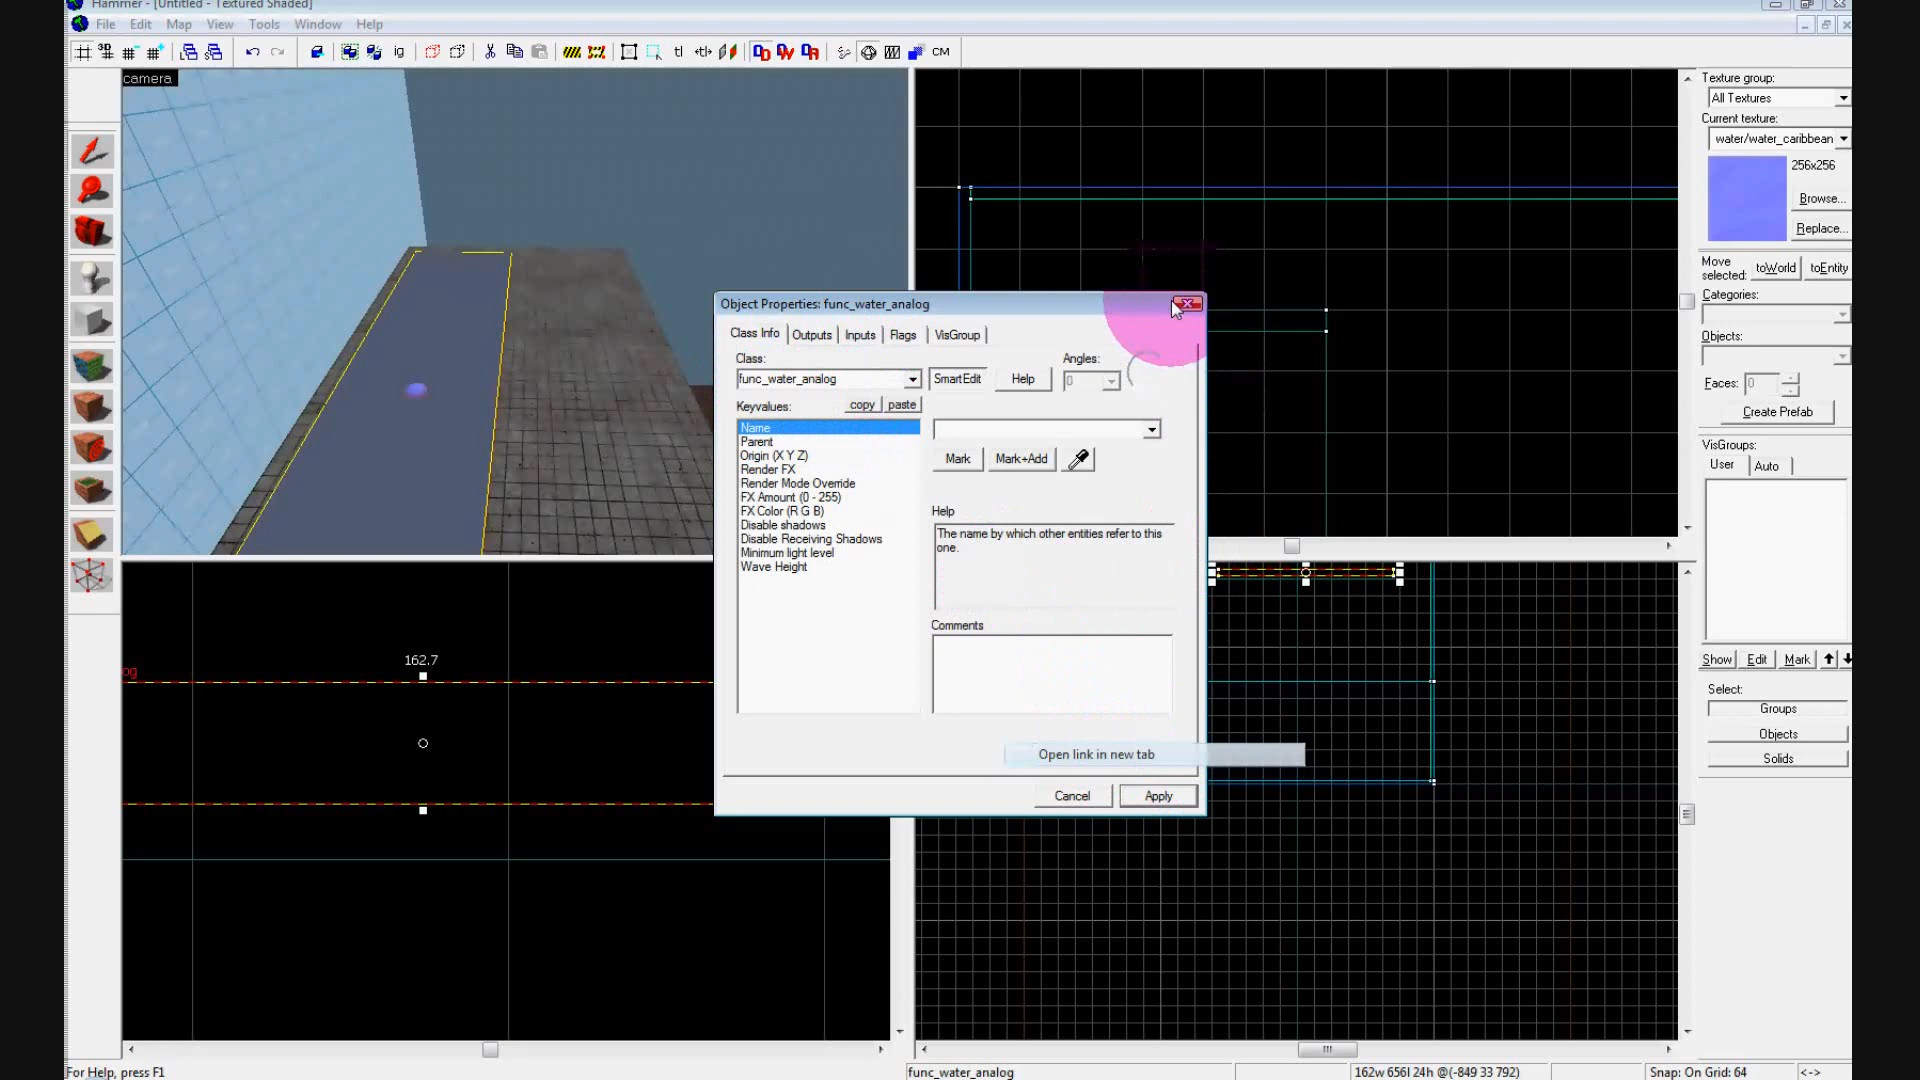 Hammer - [Untitled - Textured Shaded]
File Edit Map View Tools Window Help
3D ig tl CM
camera
Texture group:
All Textures
Current texture:
water/water_caribbean
256x256
Browse...
Replace...
Move selected: toWorld toEntity
Categories:
Objects:
Faces: 0
Create Prefab
VisGroups:
User Auto
Show Edit Mark
Select:
Groups
Objects
Solids
Object Properties: func_water_analog
Class Info Outputs Inputs Flags VisGroup
Class:
func_water_analog SmartEdit Help
Angles:
0
Keyvalues: copy paste
Name
Parent
Origin (X Y Z)
Render FX
Render Mode Override
FX Amount (0 - 255)
FX Color (R G B)
Disable shadows
Disable Receiving Shadows
Minimum light level
Wave Height
Mark Mark+Add
Help
The name by which other entities refer to this
one.
Comments
Open link in new tab
Cancel Apply
162.7
og
For Help, press F1
func_water_analog
162w 656l 24h @(-849 33 792)
Snap: On Grid: 64
<->